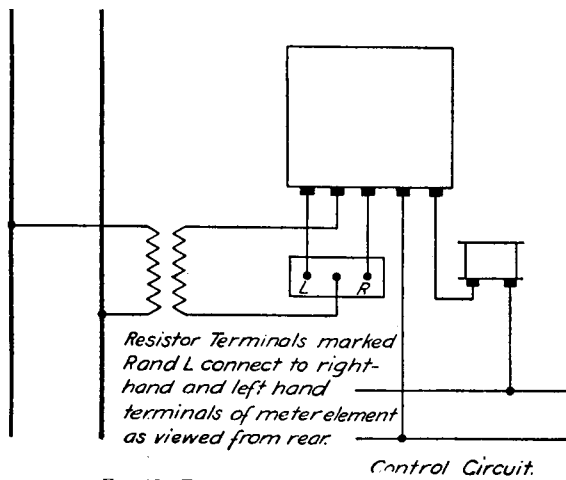 L R
Resistor Terminals marked
R and L connect to right-
hand and left hand
terminals of meter element
as viewed from rear.
Control Circuit.